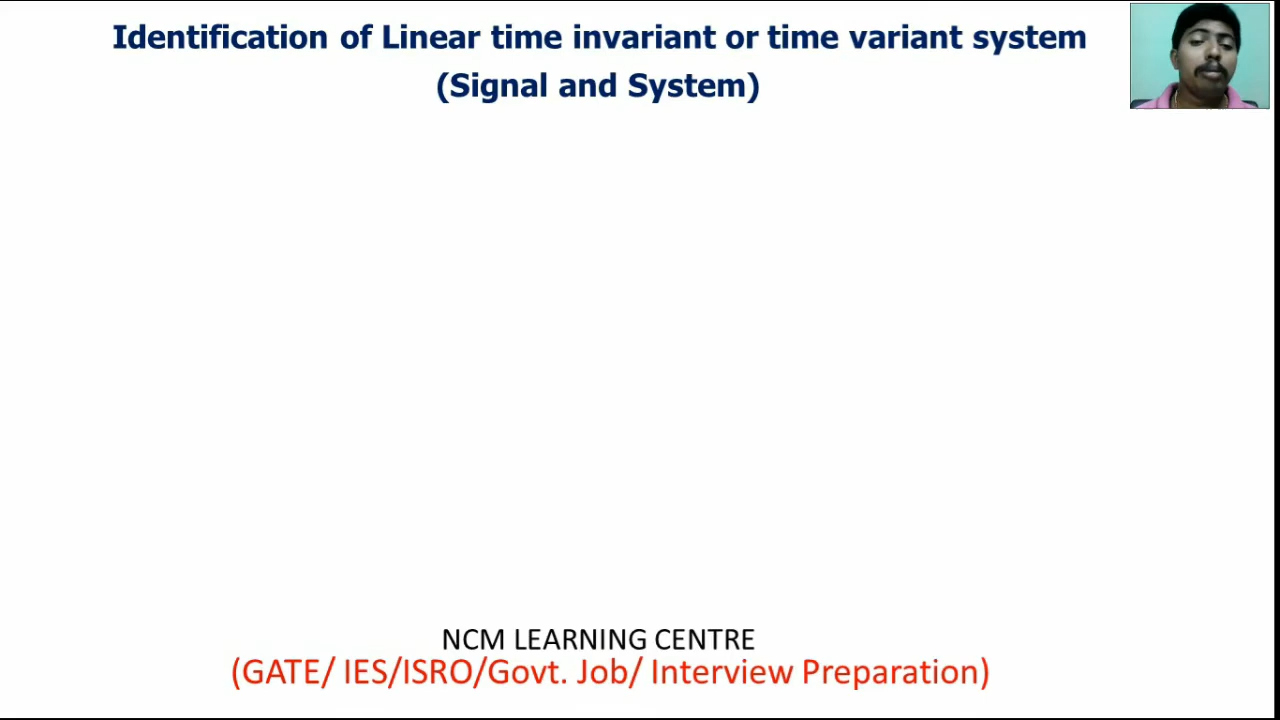 Identification of Linear time invariant or time variant system
(Signal and System)
NCM LEARNING CENTRE
(GATE/ IES/ISRO/Govt. Job/ Interview Preparation)